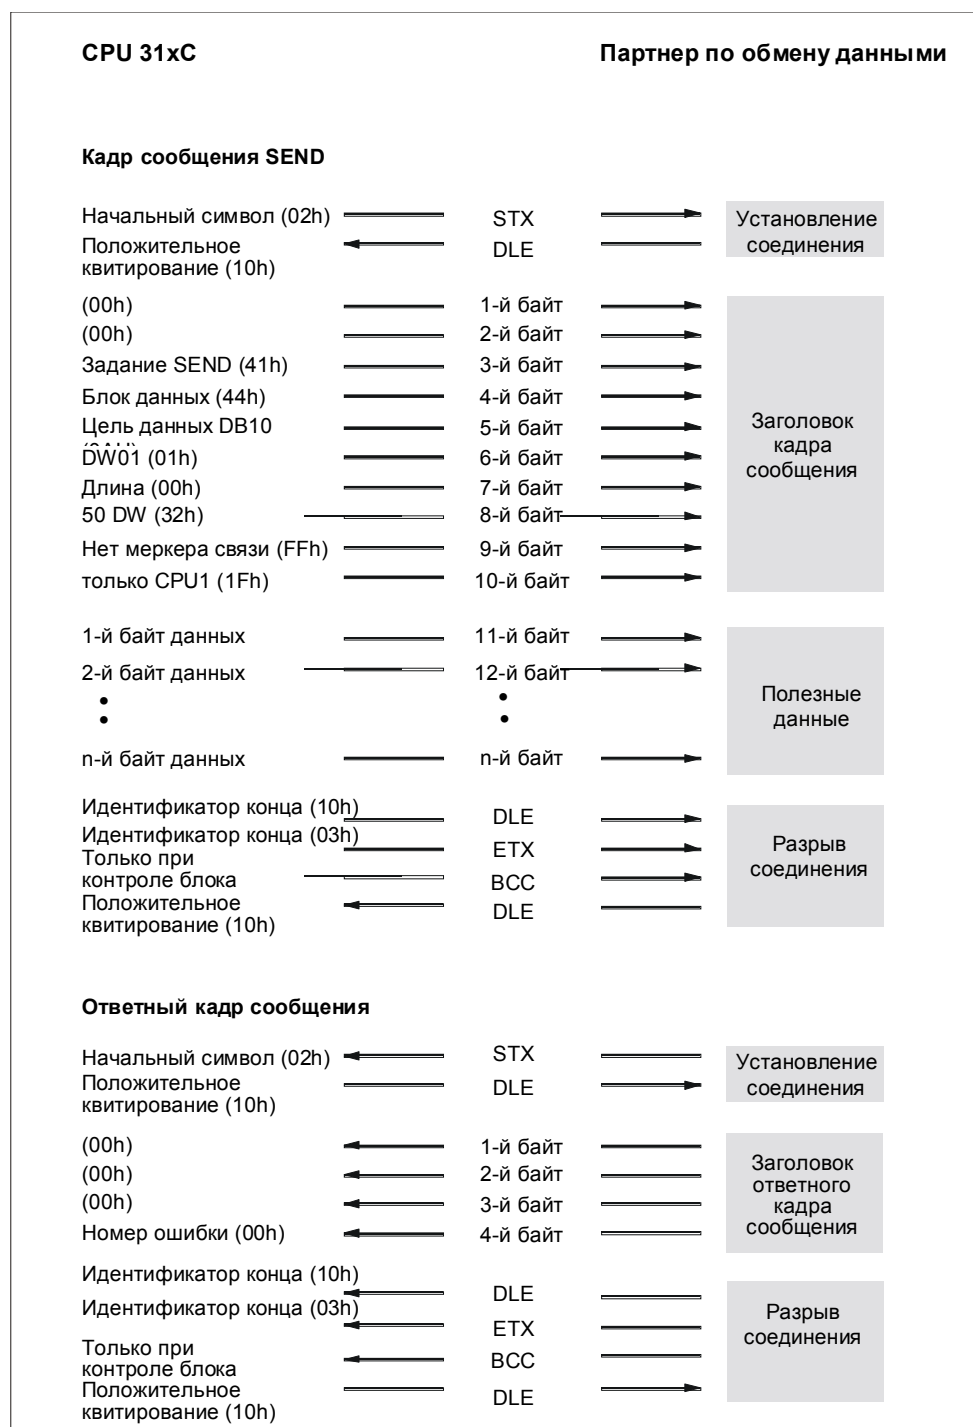 CPU 31xC Партнер по обмену данными
Кадр сообщения SEND
Начальный символ (02h) STX Установление
Положительное DLE соединения
квитирование (10h)
(00h) 1-й байт
(00h) 2-й байт
Задание SEND (41h) 3-й байт
Блок данных (44h) 4-й байт
Цель данных DB10 5-й байт Заголовок
DW01 (01h) 6-й байт кадра
Длина (00h) 7-й байт сообщения
50 DW (32h) 8-й байт
Нет меркера связи (FFh) 9-й байт
только CPU1 (1Fh) 10-й байт
1-й байт данных 11-й байт
2-й байт данных 12-й байт Полезные
• •
• • данные
n-й байт данных n-й байт
Идентификатор конца (10h) DLE
Идентификатор конца (03h) ETX Разрыв
Только при соединения
контроле блока BCC
Положительное DLE
квитирование (10h)
Ответный кадр сообщения
Начальный символ (02h) STX Установление
Положительное DLE соединения
квитирование (10h)
(00h) 1-й байт Заголовок
(00h) 2-й байт ответного
(00h) 3-й байт кадра
Номер ошибки (00h) 4-й байт сообщения
Идентификатор конца (10h) DLE
Идентификатор конца (03h) ETX Разрыв
соединения
Только при BCC
контроле блока
Положительное DLE
квитирование (10h)